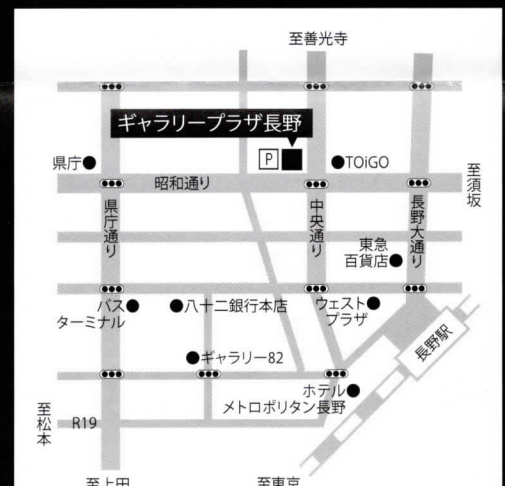 至善光寺
ギャラリープラザ長野
県庁
P
TOiGO
至須坂
昭和通り
県庁通り
中央通り
長野大通り
東急
百貨店
バス
ターミナル
八十二銀行本店
ウェスト
プラザ
長野駅
ギャラリー82
ホテル
メトロポリタン長野
至松本
R19
至上田
至東京